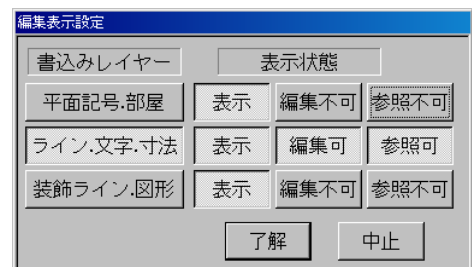 編集表示設定
書込みレイヤー 表示状態
平面記号.部屋 表示 編集不可 参照不可
ライン.文字.寸法 表示 編集可 参照可
装飾ライン.図形 表示 編集不可 参照不可
了解 中止